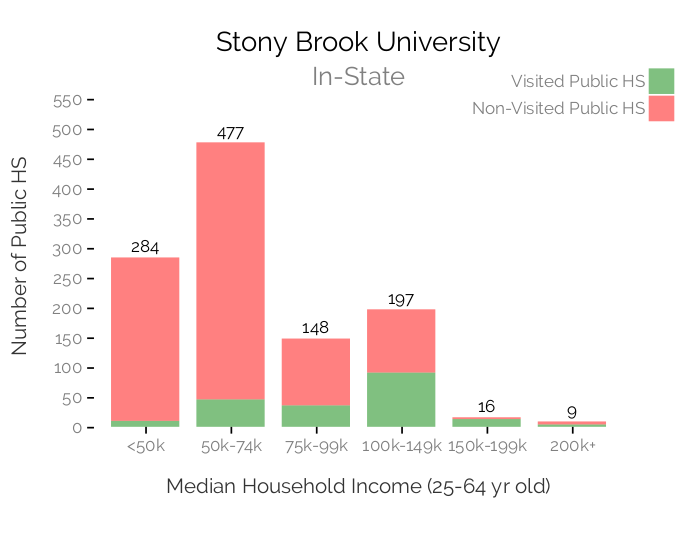 Stony Brook University
In-State
Visited Public HS
Non-Visited Public HS
Number of Public HS
550
500
450
400
350
300
250
200
150
100
50
0
284
477
148
197
16
9
<50k
50k-74k
75k-99k
100k-149k
150k-199k
200k+
Median Household Income (25-64 yr old)